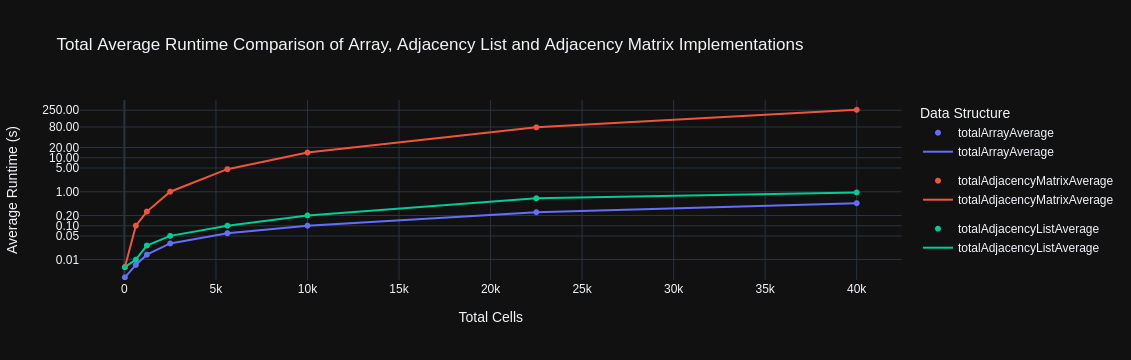 Total Average Runtime Comparison of Array, Adjacency List and Adjacency Matrix Implementations
Average Runtime (s)
250.00
80.00
20.00
10.00
5.00
1.00
0.20
0.10
0.05
0.01
0
5k
10k
15k
20k
25k
30k
35k
40k
Total Cells
Data Structure
totalArrayAverage
totalArrayAverage
totalAdjacencyMatrixAverage
totalAdjacencyMatrixAverage
totalAdjacencyListAverage
totalAdjacencyListAverage